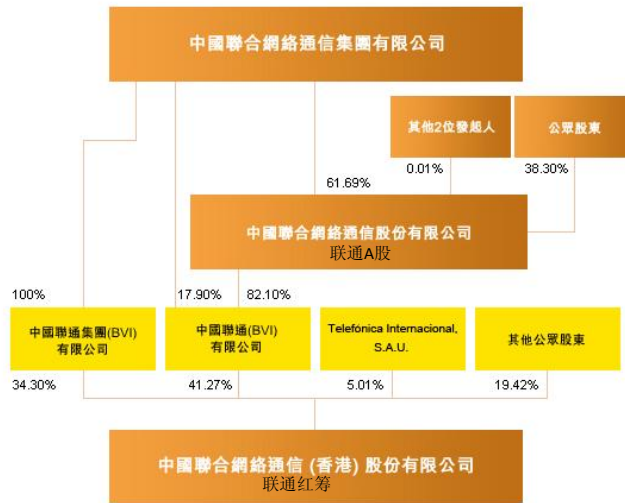 中國聯合網絡通信集團有限公司
其他2位發起人
公眾股東
61.69%
0.01%
38.30%
中國聯合網絡通信股份有限公司
联通A股
100%
17.90%
82.10%
中國聯通集團(BVI)
有限公司
中國聯通(BVI)
有限公司
Telefónica Internacional,
S.A.U.
其他公眾股東
34.30%
41.27%
5.01%
19.42%
中國聯合網絡通信 (香港) 股份有限公司
联通红筹